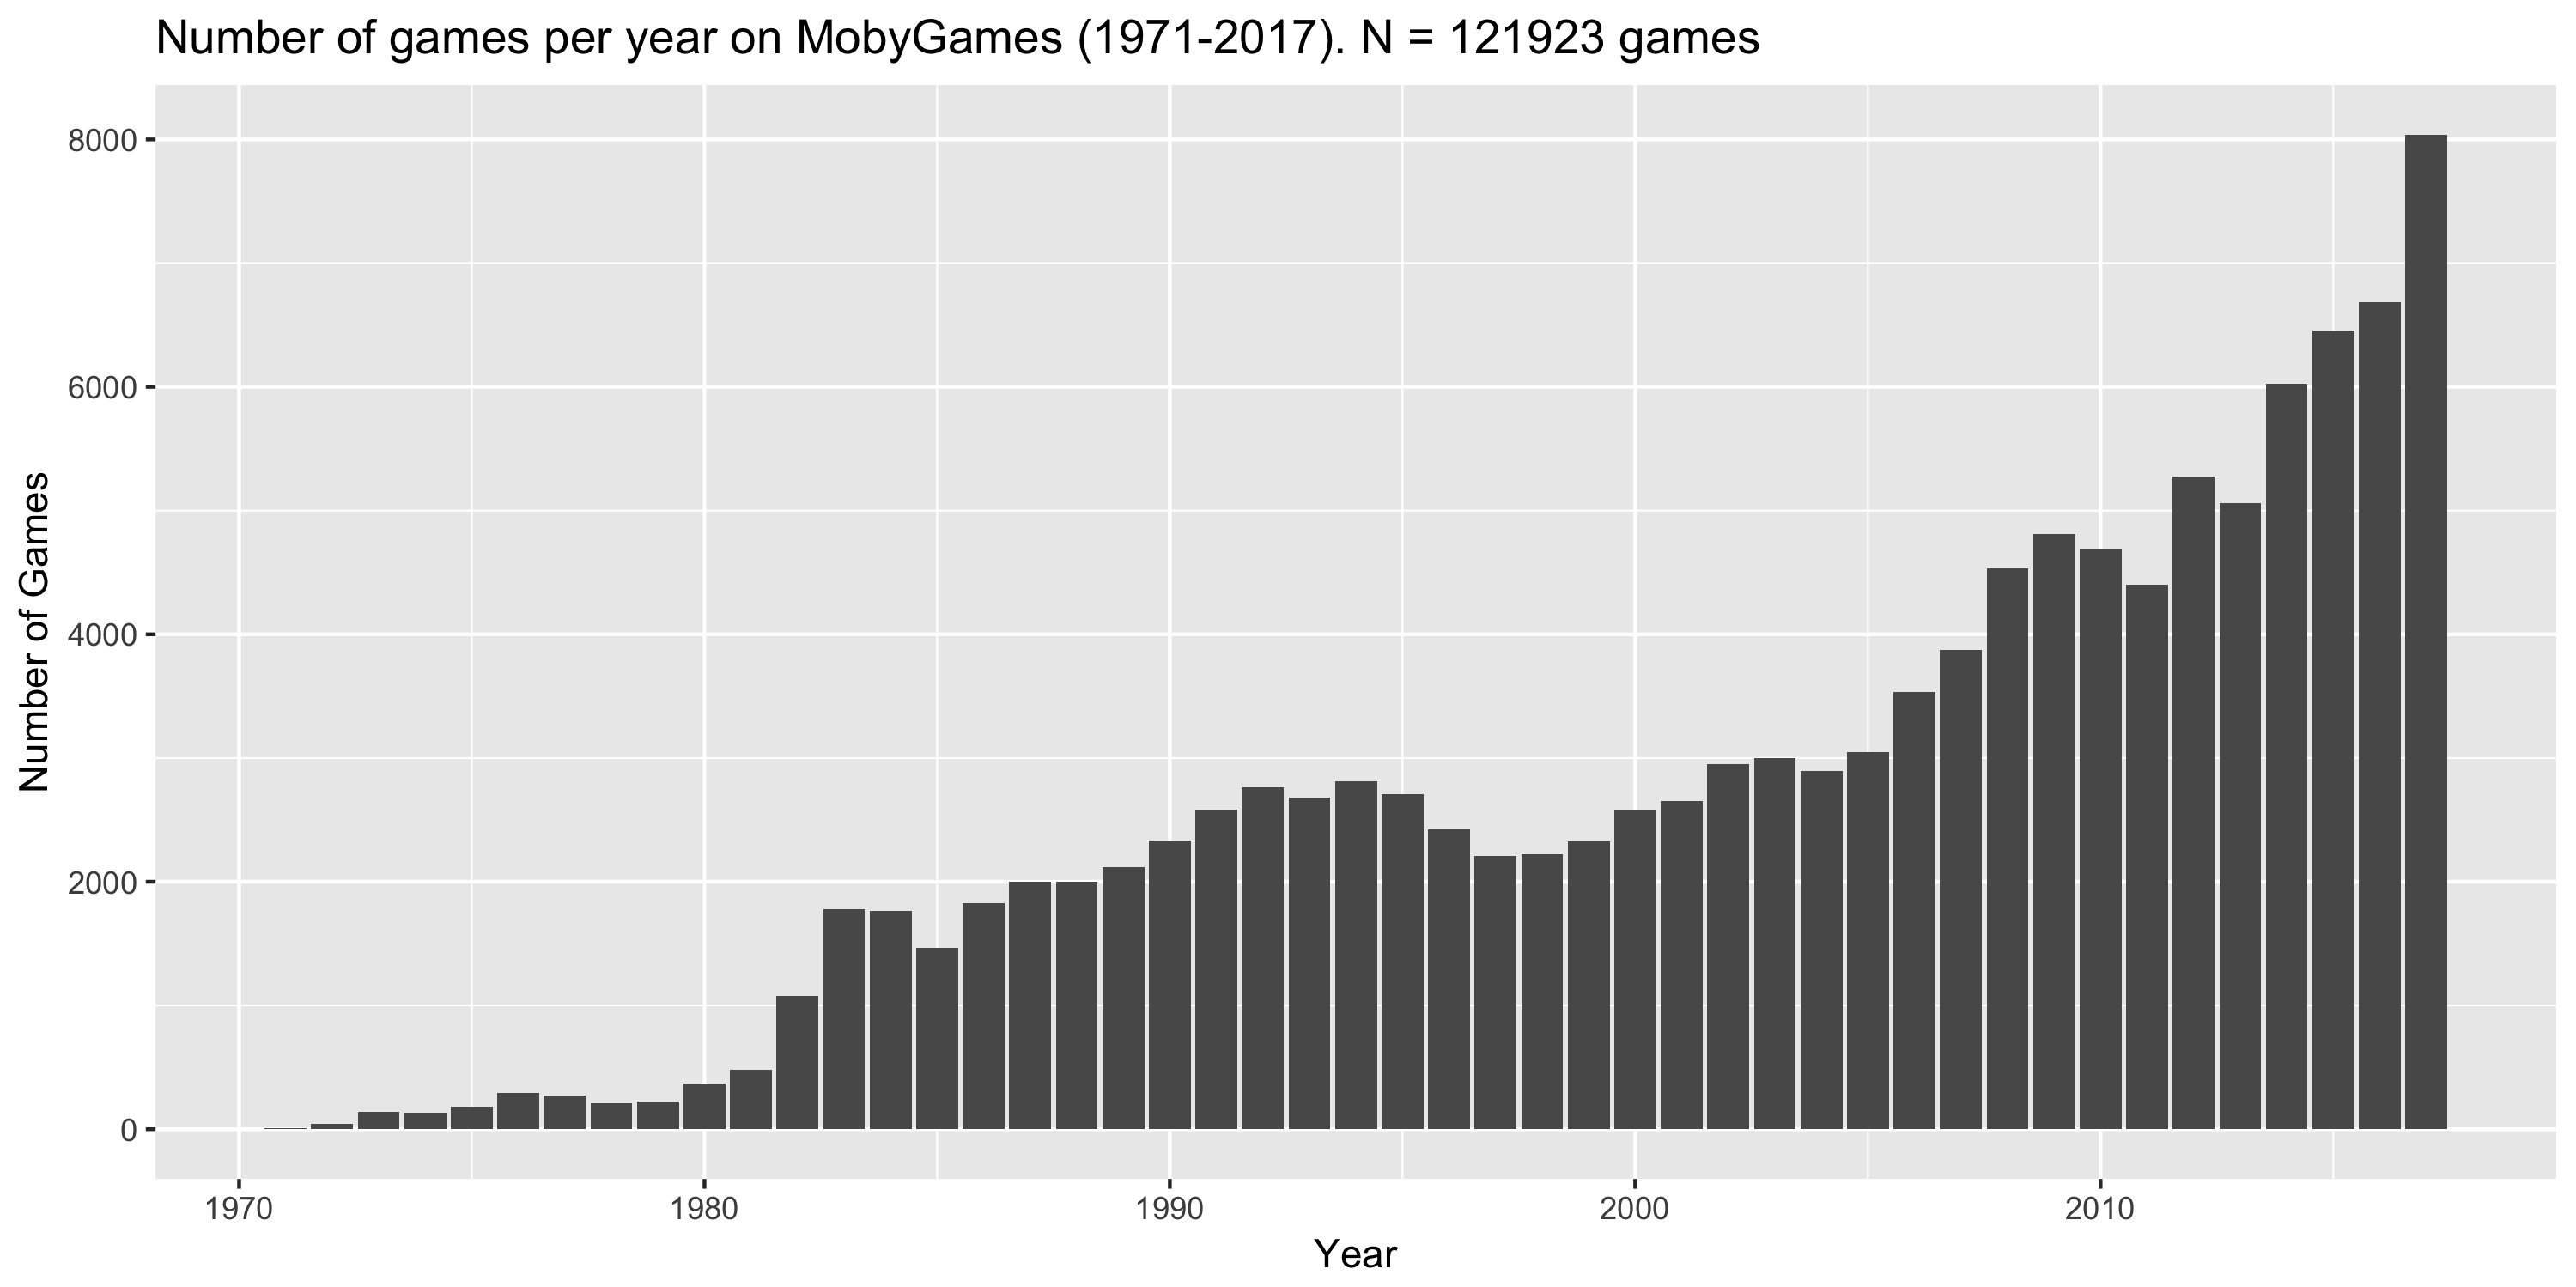 Number of games per year on MobyGames (1971-2017). N = 121923 games
8000
6000
4000
2000
0
Number of Games
1970 1980 1990 2000 2010
Year